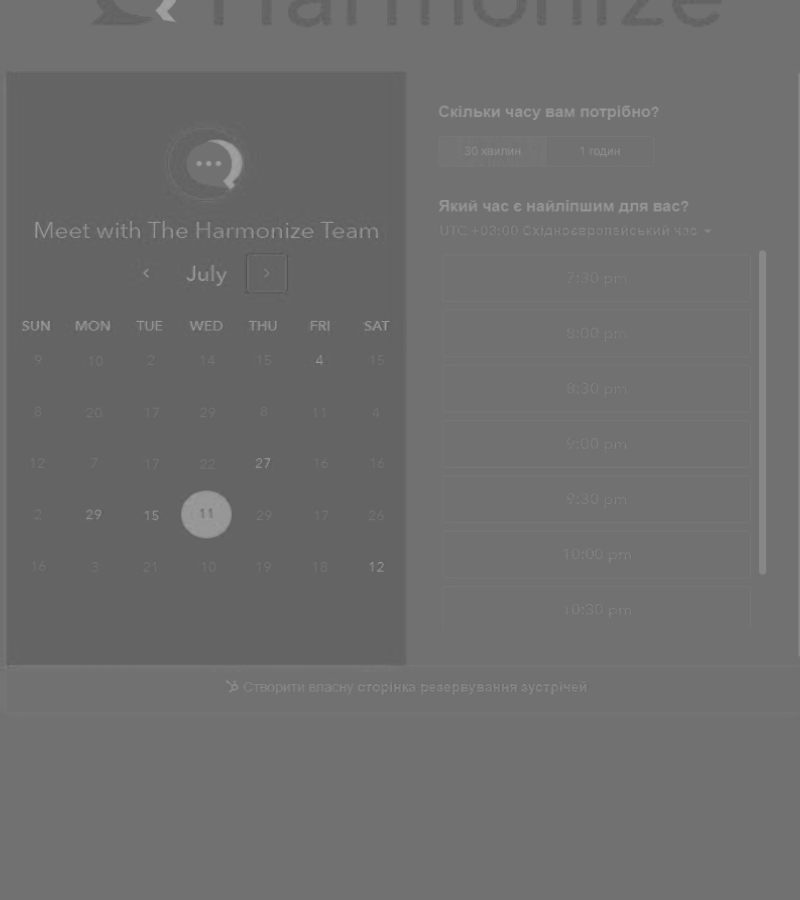 Harmonize
Meet with The Harmonize Team
July
SUN MON TUE WED THU FRI SAT
9 10 2 14 15 4 15
8 20 17 29 8 11 4
12 7 17 22 27 16 16
2 29 15 11 29 17 26
16 3 21 10 19 18 12
Скільки часу вам потрібно?
30 хвилин 1 годин
Який час є найліпшим для вас?
UTC +03:00 Східноєвропейський час
7:30 pm
8:00 pm
8:30 pm
9:00 pm
9:30 pm
10:00 pm
10:30 pm
Створити власну сторінка резервування зустрічей